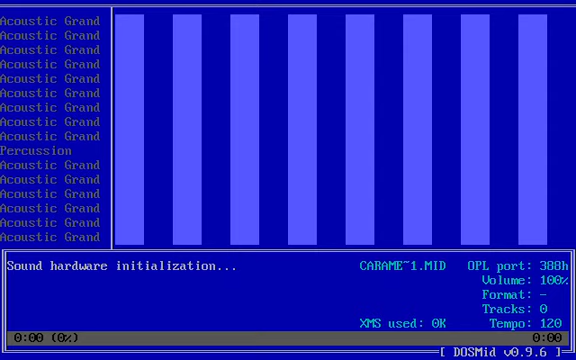 Acoustic Grand
Acoustic Grand
Acoustic Grand
Acoustic Grand
Acoustic Grand
Acoustic Grand
Acoustic Grand
Acoustic Grand
Acoustic Grand
Percussion
Acoustic Grand
Acoustic Grand
Acoustic Grand
Acoustic Grand
Acoustic Grand
Acoustic Grand
Sound hardware initialization... CARAME~1.MID OPL port: 388h
Volume: 100%
Format: -
Tracks: 0
XMS used: 0K Tempo: 120
0:00 (0%) 0:00
[ DOSMid v0.9.6 ]